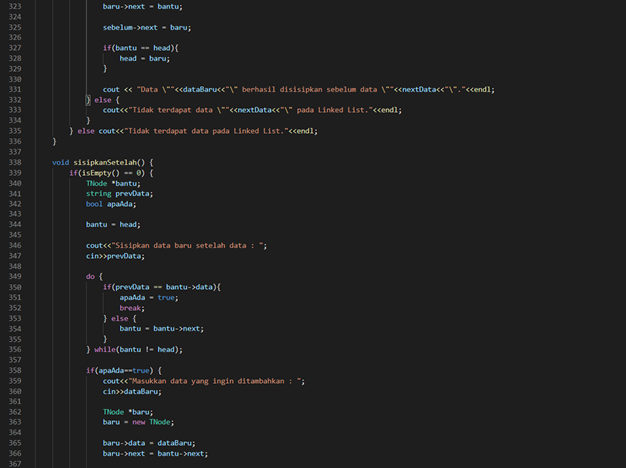 323 baru->next = bantu;
324
325 sebelum->next = baru;
326
327 if(bantu == head){
328 head = baru;
329 }
330
331 cout << "Data \""<<dataBaru<<"\" berhasil disisipkan sebelum data \""<<nextData<<"\"."<<endl;
332 } else {
333 cout<<"Tidak terdapat data \""<<nextData<<"\" pada Linked List."<<endl;
334 }
335 } else cout<<"Tidak terdapat data pada Linked List."<<endl;
336 }
337
338 void sisipkanSetelah() {
339 if(isEmpty() == 0) {
340 TNode *bantu;
341 string prevData;
342 bool apaAda;
343
344 bantu = head;
345
346 cout<<"Sisipkan data baru setelah data : ";
347 cin>>prevData;
348
349 do {
350 if(prevData == bantu->data){
351 apaAda = true;
352 break;
353 } else {
354 bantu = bantu->next;
355 }
356 } while(bantu != head);
357
358 if(apaAda==true) {
359 cout<<"Masukkan data yang ingin ditambahkan : ";
360 cin>>dataBaru;
361
362 TNode *baru;
363 baru = new TNode;
364
365 baru->data = dataBaru;
366 baru->next = bantu->next;
367